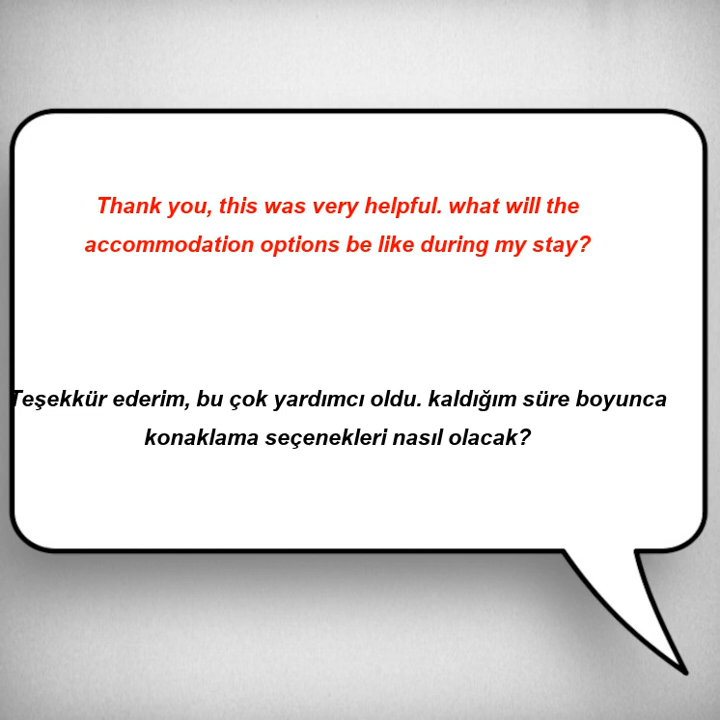 Thank you, this was very helpful. what will the
accommodation options be like during my stay?
Teşekkür ederim, bu çok yardımcı oldu. kaldığım süre boyunca
konaklama seçenekleri nasıl olacak?